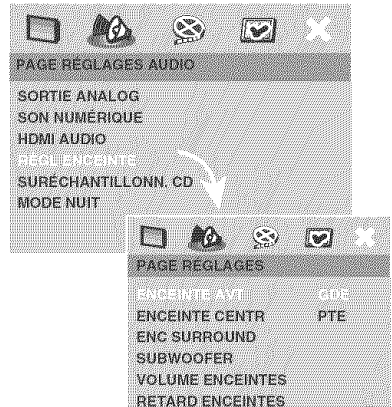 PAGE RÉGLAGES AUDIO
SORTIE ANALOG
SON NUMÉRIQUE
HDMI AUDIO
RÉGL ENCEINTE
SURÉCHANTILLONN. CD
MODE NUIT
PAGE RÉGLAGES
ENCEINTE AVT GDE
ENCEINTE CENTR PTE
ENC SURROUND
SUBWOOFER
VOLUME ENCEINTES
RETARD ENCEINTES